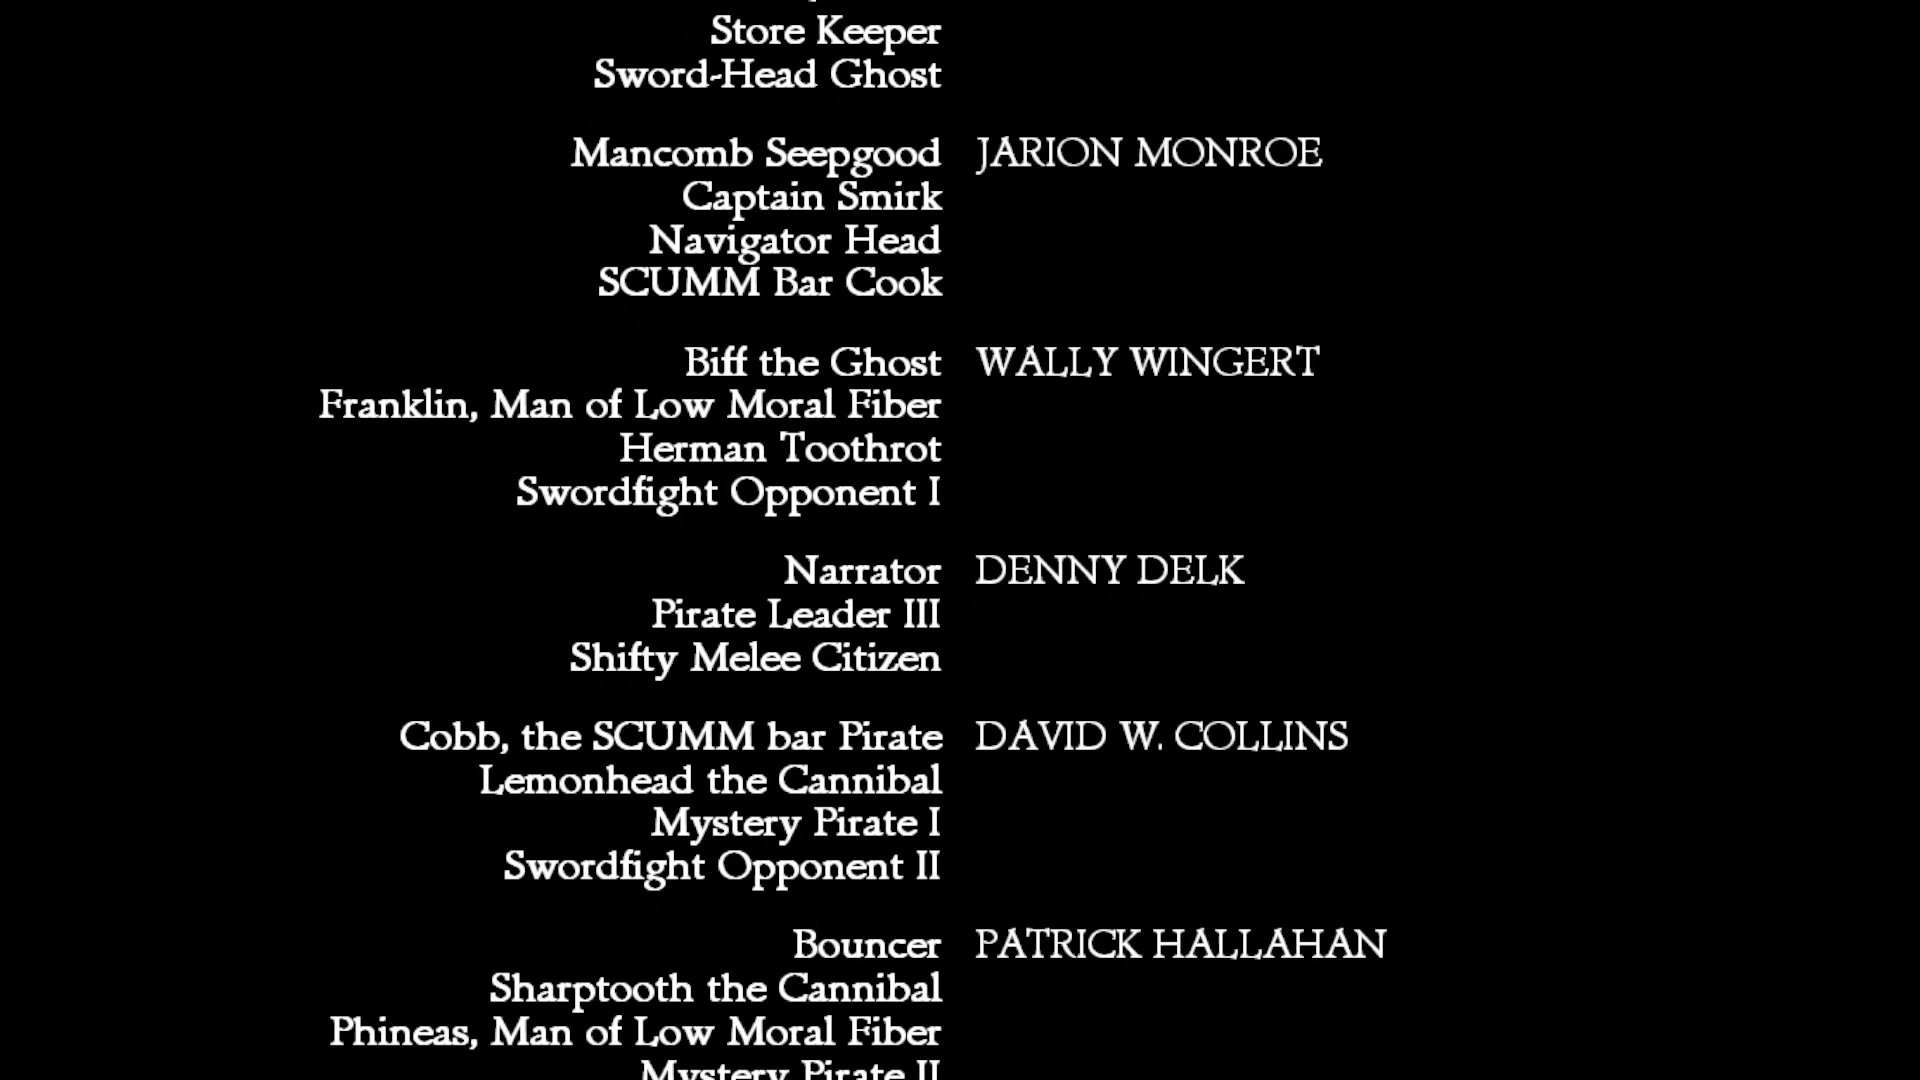 Store Keeper
Sword-Head Ghost
Mancomb Seepgood JARION MONROE
Captain Smirk
Navigator Head
SCUMM Bar Cook
Biff the Ghost WALLY WINGERT
Franklin, Man of Low Moral Fiber
Herman Toothrot
Swordfight Opponent I
Narrator DENNY DELK
Pirate Leader III
Shifty Melee Citizen
Cobb, the SCUMM bar Pirate DAVID W. COLLINS
Lemonhead the Cannibal
Mystery Pirate I
Swordfight Opponent II
Bouncer PATRICK HALLAHAN
Sharptooth the Cannibal
Phineas, Man of Low Moral Fiber
Mystery Pirate II